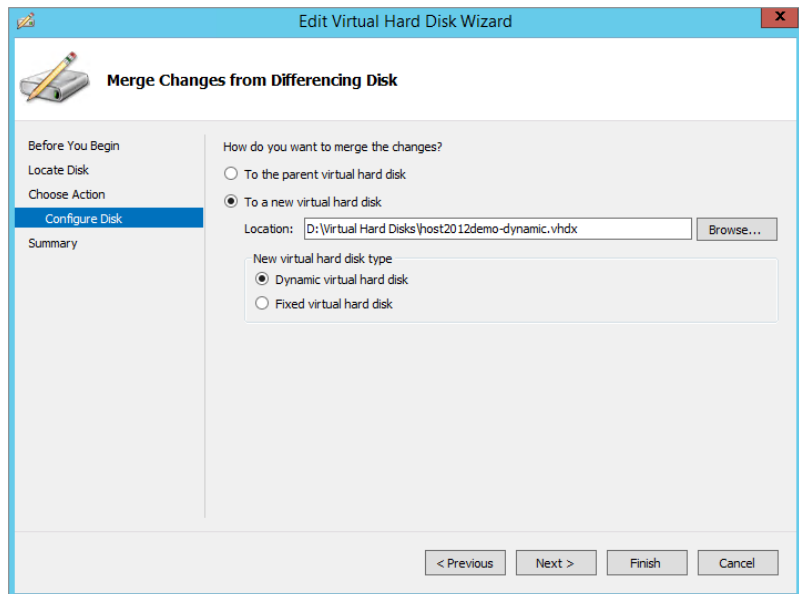 Edit Virtual Hard Disk Wizard
x
Merge Changes from Differencing Disk
Before You Begin
Locate Disk
Choose Action
Configure Disk
Summary
How do you want to merge the changes?
To the parent virtual hard disk
To a new virtual hard disk
Location: D:\Virtual Hard Disks\host2012demo-dynamic.vhdx Browse...
New virtual hard disk type
Dynamic virtual hard disk
Fixed virtual hard disk
< Previous Next > Finish Cancel